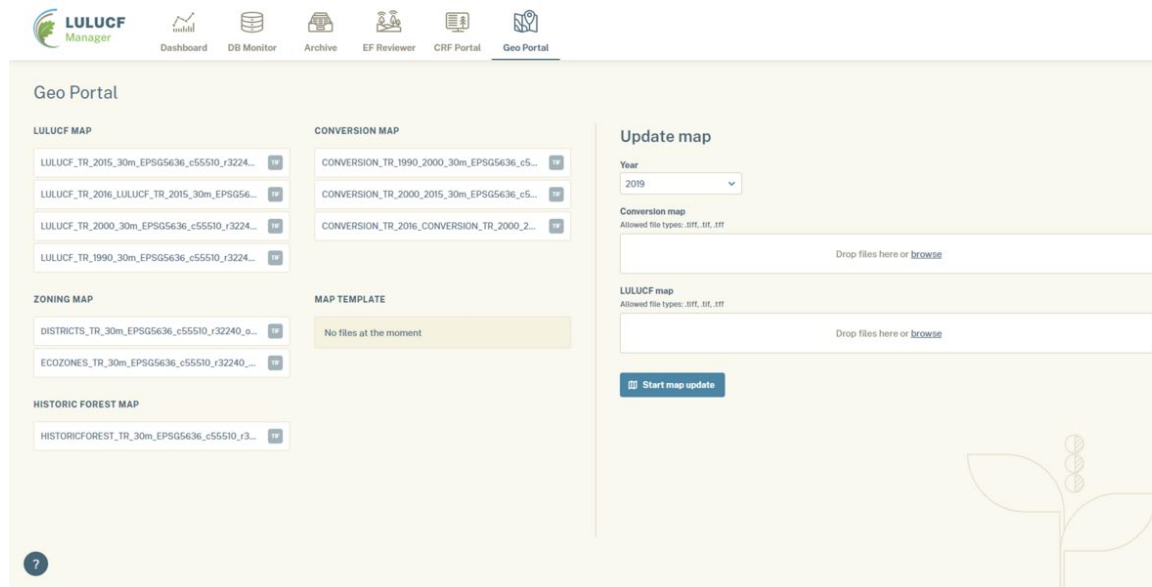 LULUCF
Manager
Dashboard
DB Monitor
Archive
EF Reviewer
CRF Portal
Geo Portal
Geo Portal
LULUCF MAP
LULUCF_TR_2015_30m_EPSG5636_c55510_r3224...
TIF
LULUCF_TR_2016_LULUCF_TR_2015_30m_EPSG56...
TIF
LULUCF_TR_2000_30m_EPSG5636_c55510_r3224...
TIF
LULUCF_TR_1990_30m_EPSG5636_c55510_r3224...
TIF
CONVERSION MAP
CONVERSION_TR_1990_2000_30m_EPSG5636_c5...
TIF
CONVERSION_TR_2000_2015_30m_EPSG5636_c5...
TIF
CONVERSION_TR_2016_CONVERSION_TR_2000_2...
TIF
ZONING MAP
DISTRICTS_TR_30m_EPSG5636_c55510_r32240_o...
TIF
ECOZONES_TR_30m_EPSG5636_c55510_r32240_...
TIF
MAP TEMPLATE
No files at the moment
HISTORIC FOREST MAP
HISTORICFOREST_TR_30m_EPSG5636_c55510_r3...
TIF
Update map
Year
2019
Conversion map
Allowed file types: .tiff, .tif, .tff
Drop files here or browse
LULUCF map
Allowed file types: .tiff, .tif, .tff
Drop files here or browse
Start map update
?